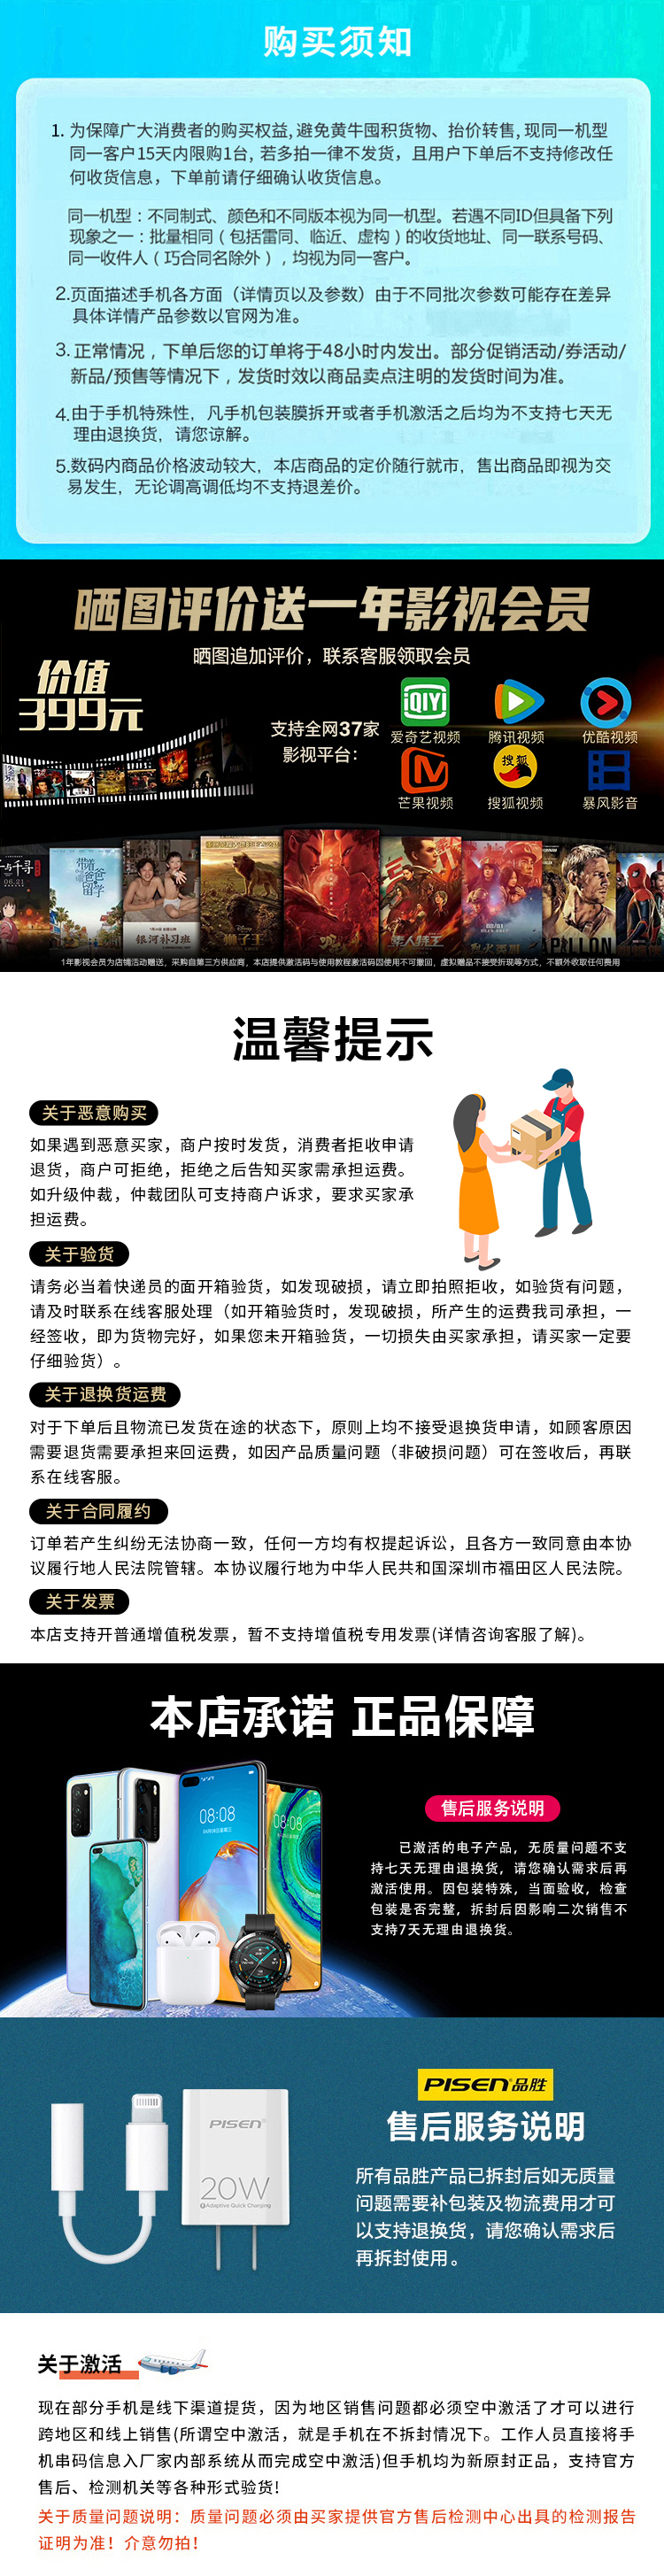 购买须知
1. 为保障广大消费者的购买权益, 避免黄牛囤积货物、抬价转售, 现同一机型
同一客户15天内限购1台, 若多拍一律不发货，且用户下单后不支持修改任
何收货信息，下单前请仔细确认收货信息。
同一机型：不同制式、颜色和不同版本视为同一机型。若遇不同ID但具备下列
现象之一：批量相同（包括雷同、临近、虚构）的收货地址、同一联系号码、
同一收件人（巧合同名除外），均视为同一客户。
2.页面描述手机各方面（详情页以及参数）由于不同批次参数可能存在差异
具体详情产品参数以官网为准。
3. 正常情况，下单后您的订单将于48小时内发出。部分促销活动/券活动/
新品/预售等情况下，发货时效以商品卖点注明的发货时间为准。
4.由于手机特殊性，凡手机包装膜拆开或者手机激活之后均为不支持七天无
理由退换货，请您谅解。
5.数码内商品价格波动较大，本店商品的定价随行就市，售出商品即视为交
易发生，无论调高调低均不支持退差价。
晒图评价送一年影视会员
晒图追加评价，联系客服领取会员
价值
399元
支持全网37家
影视平台：
iQIYI
爱奇艺视频
腾讯视频
优酷视频
搜狐
芒果视频
搜狐视频
暴风影音
带着爸爸
留学
银河补习班
狮子王
PAPILLON
1年影视会员为店铺活动赠送，采购自第三方供应商，本店提供激活码与使用教程激活码因使用不可撤回，虚拟赠品不接受折现等方式，不额外收取任何费用
温馨提示
关于恶意购买
如果遇到恶意买家，商户按时发货，消费者拒收申请
退货，商户可拒绝，拒绝之后告知买家需承担运费。
如升级仲裁，仲裁团队可支持商户诉求，要求买家承
担运费。
关于验货
请务必当着快递员的面开箱验货，如发现破损，请立即拍照拒收，如验货有问题，
请及时联系在线客服处理（如开箱验货时，发现破损，所产生的运费我司承担，一
经签收，即为货物完好，如果您未开箱验货，一切损失由买家承担，请买家一定要
仔细验货）。
关于退换货运费
对于下单后且物流已发货在途的状态下，原则上均不接受退换货申请，如顾客原因
需要退货需要承担来回运费，如因产品质量问题（非破损问题）可在签收后，再联
系在线客服。
关于合同履约
订单若产生纠纷无法协商一致，任何一方均有权提起诉讼，且各方一致同意由本协
议履行地人民法院管辖。本协议履行地为中华人民共和国深圳市福田区人民法院。
关于发票
本店支持开普通增值税发票，暂不支持增值税专用发票(详情咨询客服了解)。
本店承诺 正品保障
08:08
08:08
售后服务说明
已激活的电子产品，无质量问题不支
持七天无理由退换货，请您确认需求后再
激活使用。因包装特殊，当面验收，检查
包装是否完整，拆封后因影响二次销售不
支持7天无理由退换货。
PISEN 品胜
售后服务说明
PISEN
20W
Adaptive Quick Charging
所有品胜产品已拆封后如无质量
问题需要补包装及物流费用才可
以支持退换货，请您确认需求后
再拆封使用。
关于激活
现在部分手机是线下渠道提货，因为地区销售问题都必须空中激活了才可以进行
跨地区和线上销售(所谓空中激活，就是手机在不拆封情况下。工作人员直接将手
机串码信息入厂家内部系统从而完成空中激活)但手机均为新原封正品，支持官方
售后、检测机关等各种形式验货!
关于质量问题说明：质量问题必须由买家提供官方售后检测中心出具的检测报告
证明为准！介意勿拍！